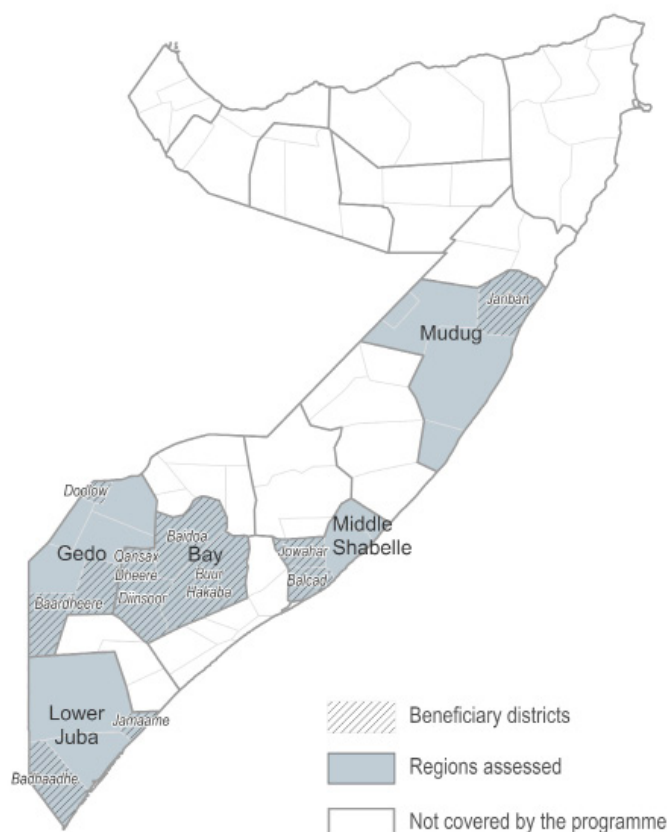 Jariban
Mudug
Doolow
Middle
Shabelle
Baidoa
Jowahar
Gedo
Qansax
Dheere
Bay
Buur
Hakaba
Balcad
Baardheere
Diinsoor
Lower
Juba
Jamaame
Badhaadhe
Beneficiary districts
Regions assessed
Not covered by the programme